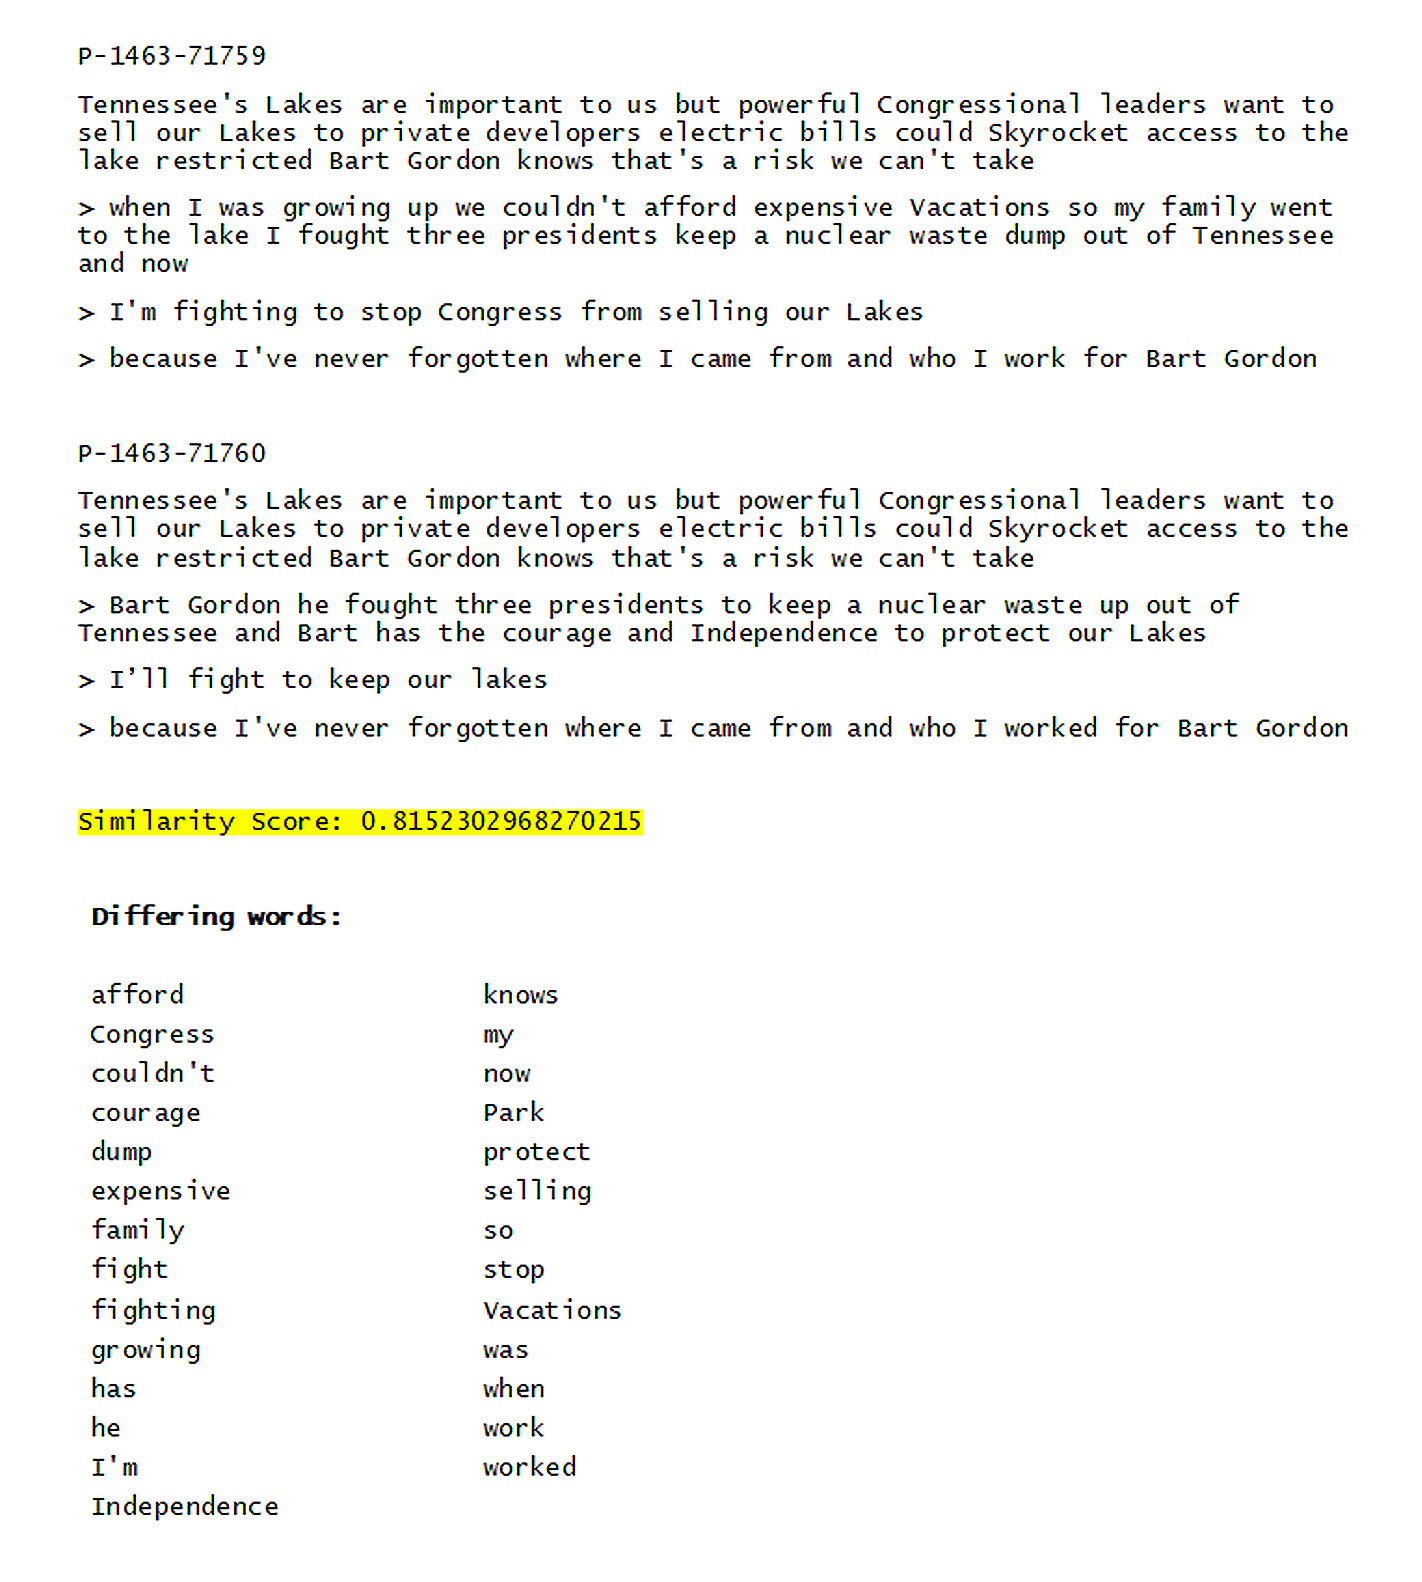 P-1463-71759
Tennessee's Lakes are important to us but powerful Congressional leaders want to
sell our Lakes to private developers electric bills could Skyrocket access to the
lake restricted Bart Gordon knows that's a risk we can't take
> when I was growing up we couldn't afford expensive Vacations so my family went
to the lake I fought three presidents keep a nuclear waste dump out of Tennessee
and now
> I'm fighting to stop Congress from selling our Lakes
> because I've never forgotten where I came from and who I work for Bart Gordon
P-1463-71760
Tennessee's Lakes are important to us but powerful Congressional leaders want to
sell our Lakes to private developers electric bills could Skyrocket access to the
lake restricted Bart Gordon knows that's a risk we can't take
> Bart Gordon he fought three presidents to keep a nuclear waste up out of
Tennessee and Bart has the courage and Independence to protect our Lakes
> I’ll fight to keep our lakes
> because I've never forgotten where I came from and who I worked for Bart Gordon
Similarity Score: 0.8152302968270215
Differing words:
afford
Congress
couldn't
courage
dump
expensive
family
fight
fighting
growing
has
he
I'm
Independence
knows
my
now
Park
protect
selling
so
stop
Vacations
was
when
work
worked